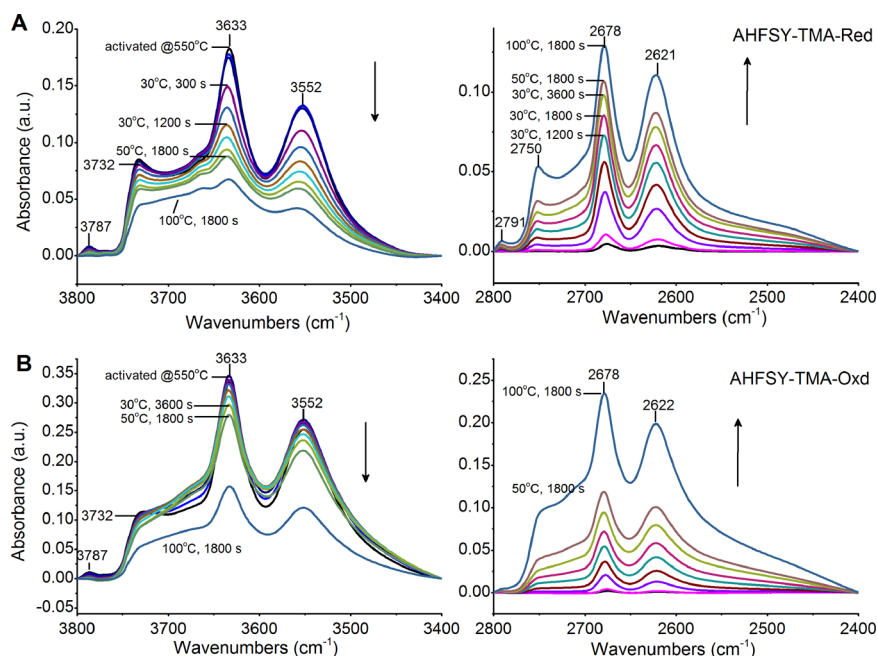 A
3633
3552
activated @550°C
30°C, 300 s
30°C, 1200 s
50°C, 1800 s
3732
3787
100°C, 1800 s
0.20
0.15
0.10
0.05
0.00
Absorbance (a.u.)
3800 3700 3600 3500 3400
Wavenumbers (cm⁻¹)
AHFSY-TMA-Red
2678
2621
100°C, 1800 s
50°C, 1800 s
30°C, 3600 s
30°C, 1800 s
30°C, 1200 s
2750
2791
0.10
0.05
0.00
2800 2700 2600 2500 2400
Wavenumbers (cm⁻¹)
B
3633
3552
activated @550°C
30°C, 3600 s
50°C, 1800 s
3732
3787
100°C, 1800 s
0.35
0.30
0.25
0.20
0.15
0.10
0.05
0.00
-0.05
Absorbance (a.u.)
3800 3700 3600 3500 3400
Wavenumbers (cm⁻¹)
AHFSY-TMA-Oxd
2678
2622
100°C, 1800 s
50°C, 1800 s
0.25
0.20
0.15
0.10
0.05
0.00
2800 2700 2600 2500 2400
Wavenumbers (cm⁻¹)